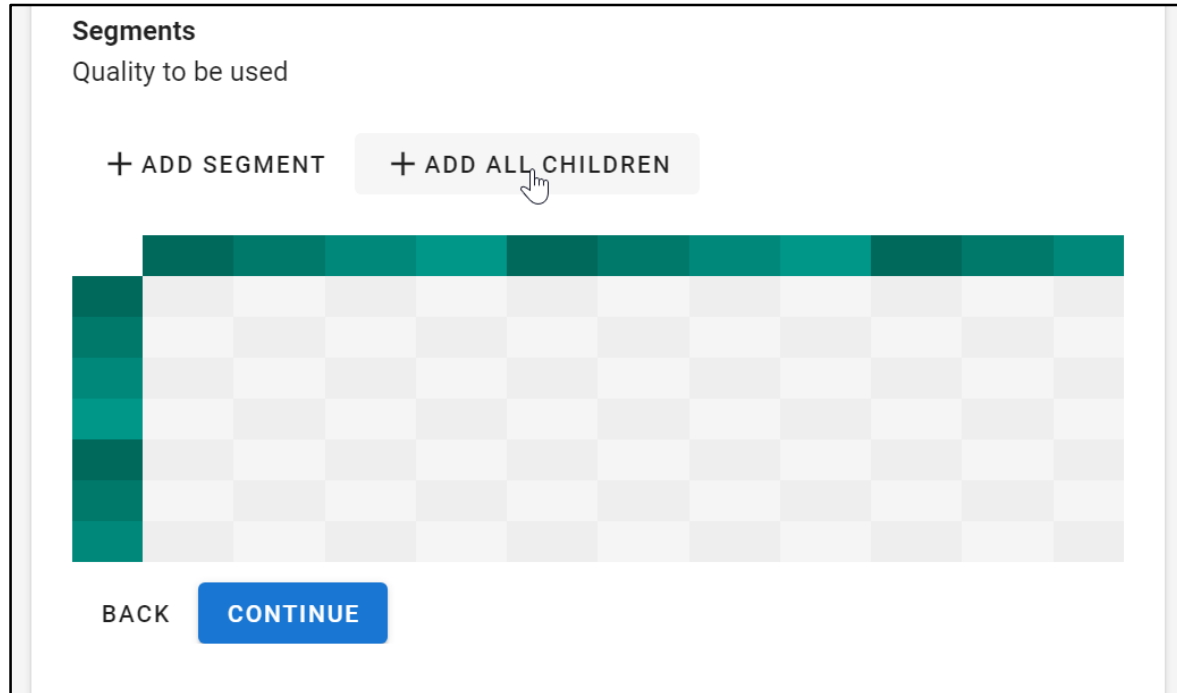 Segments
Quality to be used
+ ADD SEGMENT + ADD ALL CHILDREN
BACK CONTINUE